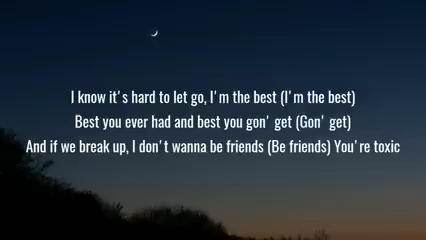 I know it's hard to let go, I'm the best (I'm the best)
Best you ever had and best you gon' get (Gon' get)
And if we break up, I don't wanna be friends (Be friends) You're toxic